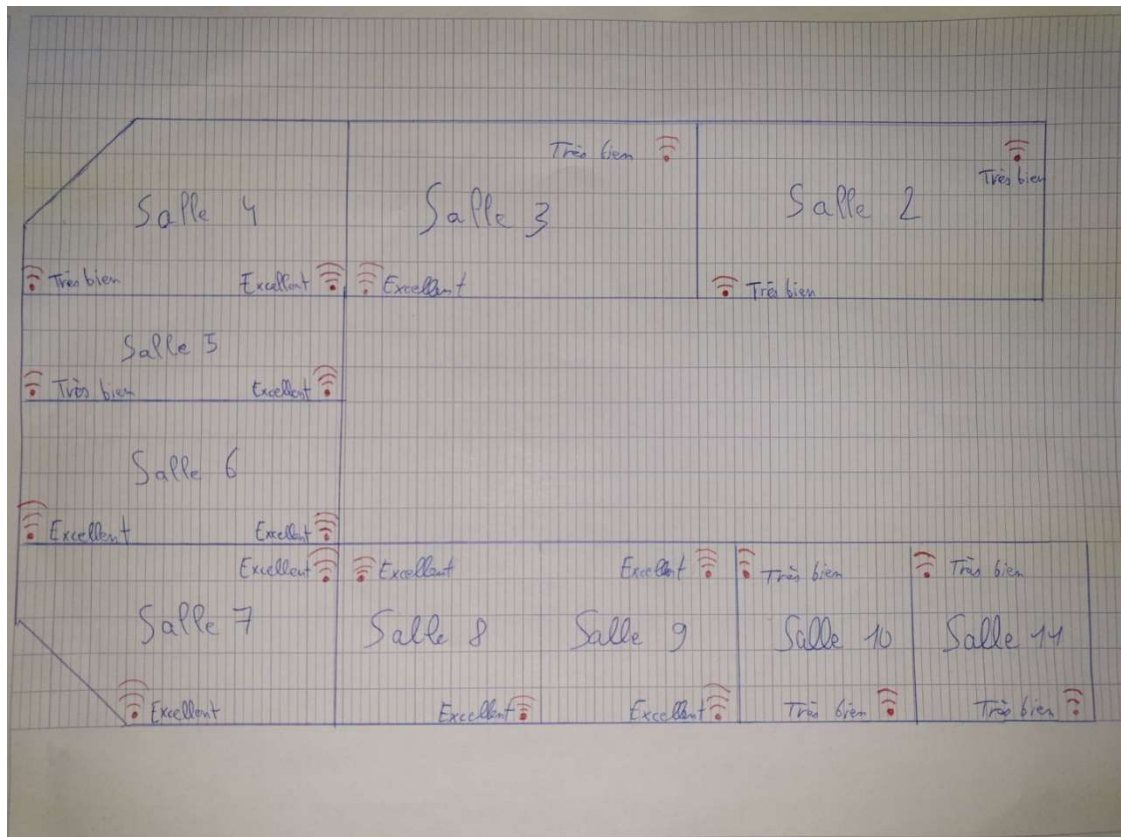 Très bien
Très bien
Salle 4
Salle 3
Salle 2
Très bien
Excellent
Excellent
Très bien
Salle 5
Très bien
Excellent
Salle 6
Excellent
Excellent
Excellent
Excellent
Excellent
Très bien
Très bien
Salle 7
Salle 8
Salle 9
Salle 10
Salle 11
Excellent
Excellent
Excellent
Très bien
Très bien